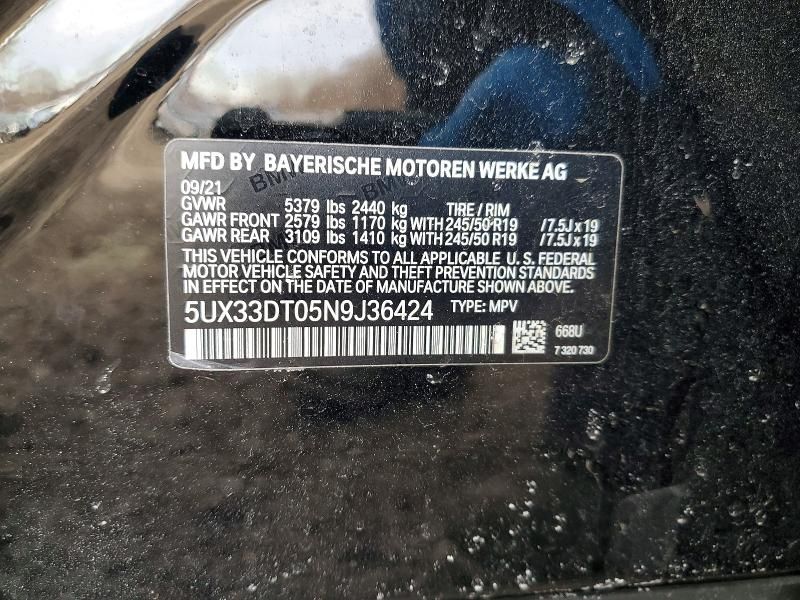 MFD BY BAYERISCHE MOTOREN WERKE AG
09/21
GVWR 5379 lbs 2440 kg TIRE / RIM
GAWR FRONT 2579 lbs 1170 kg WITH 245/50 R19 /7.5J x 19
GAWR REAR 3109 lbs 1410 kg WITH 245/50 R19 /7.5J x 19
THIS VEHICLE CONFORMS TO ALL APPLICABLE U. S. FEDERAL
MOTOR VEHICLE SAFETY AND THEFT PREVENTION STANDARDS
IN EFFECT ON THE DATE OF MANUFACTURE SHOWN ABOVE.
5UX33DT05N9J36424 TYPE: MPV
668U
7 320 730